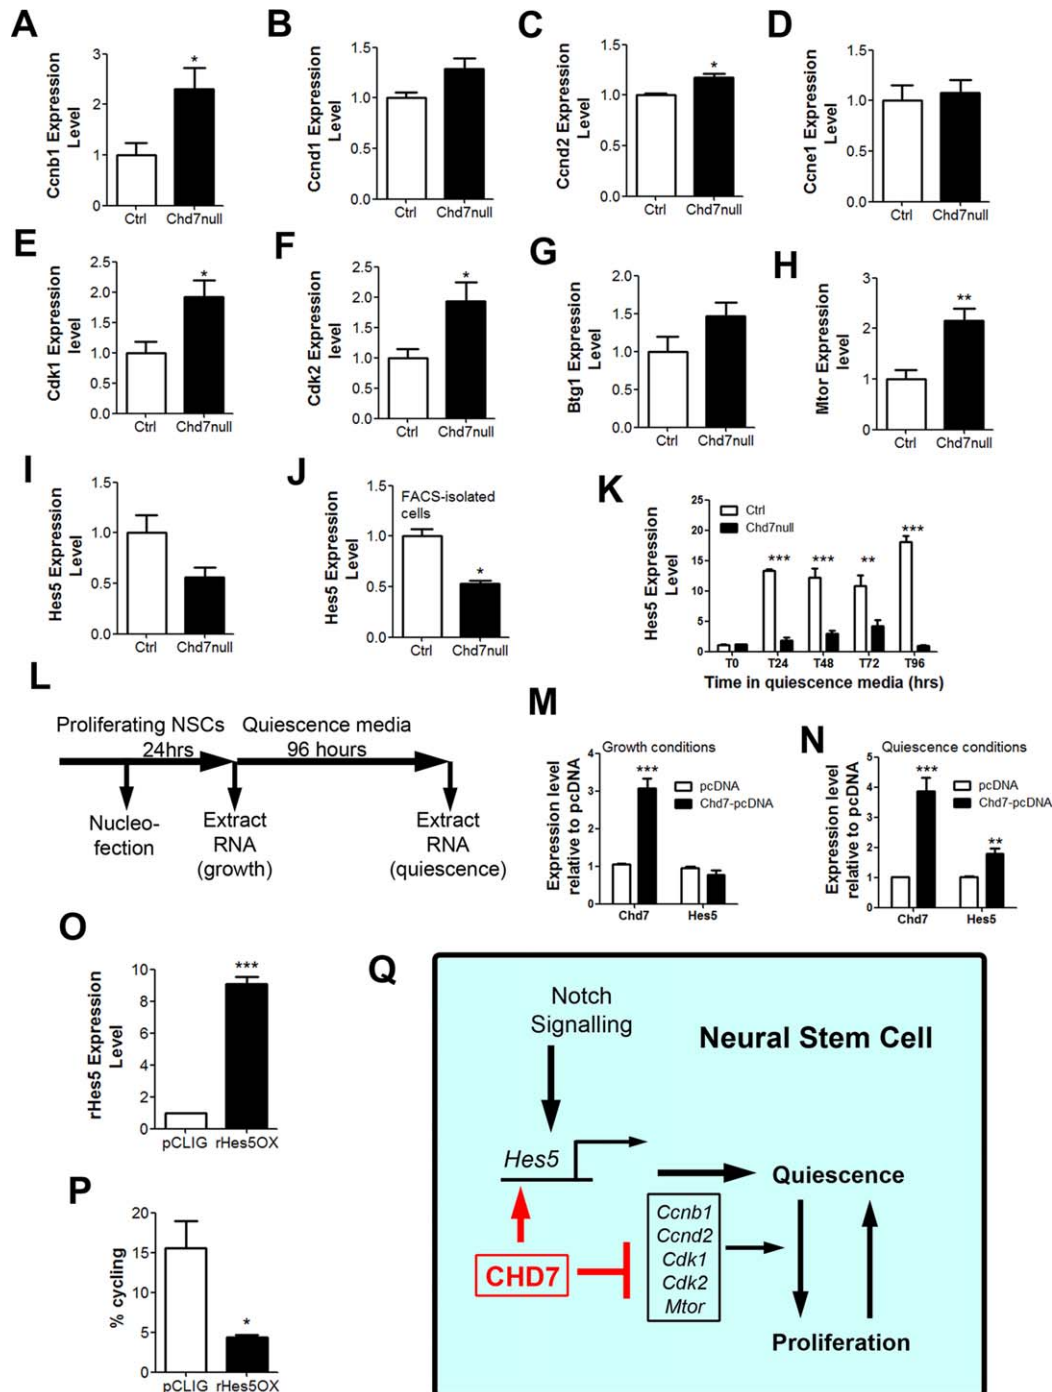 A
Ccnb1 Expression
Level
3
2
1
0
*
Ctrl Chd7null
B
Ccnd1 Expression
Level
1.5
1.0
0.5
0.0
Ctrl Chd7null
C
Ccnd2 Expression
Level
1.5
1.0
0.5
0.0
*
Ctrl Chd7null
D
Ccne1 Expression
Level
1.5
1.0
0.5
0.0
Ctrl Chd7null
E
Cdk1 Expression
level
2.5
2.0
1.5
1.0
0.5
0.0
*
Ctrl Chd7null
F
Cdk2 Expression
level
2.5
2.0
1.5
1.0
0.5
0.0
*
Ctrl Chd7null
G
Btg1 Expression
Level
2.0
1.5
1.0
0.5
0.0
Ctrl Chd7null
H
Mtor Expression
level
3
2
1
0
**
Ctrl Chd7null
I
Hes5 Expression
Level
1.5
1.0
0.5
0.0
Ctrl Chd7null
J
Hes5 Expression
Level
1.5
1.0
0.5
0.0
FACS-isolated
cells
*
Ctrl Chd7null
K
Hes5 Expression
Level
25
20
15
10
5
0
Ctrl
Chd7null
*** *** ** ***
T0 T24 T48 T72 T96
Time in quiescence media (hrs)
L
Proliferating NSCs Quiescence media
24hrs 96 hours
Nucleo-
fection
Extract
RNA
(growth)
Extract
RNA
(quiescence)
M
Growth conditions
Expression level
relative to pcDNA
4
3
2
1
0
***
pcDNA
Chd7-pcDNA
Chd7 Hes5
N
Quiescence conditions
Expression level
relative to pcDNA
5
4
3
2
1
0
***
**
pcDNA
Chd7-pcDNA
Chd7 Hes5
O
rHes5 Expression
Level
10
8
6
4
2
0
***
pCLIG rHes5OX
P
% cycling
20
15
10
5
0
*
pCLIG rHes5OX
Q
Notch
Signalling
Neural Stem Cell
Hes5
Quiescence
CHD7
Ccnb1
Ccnd2
Cdk1
Cdk2
Mtor
Proliferation